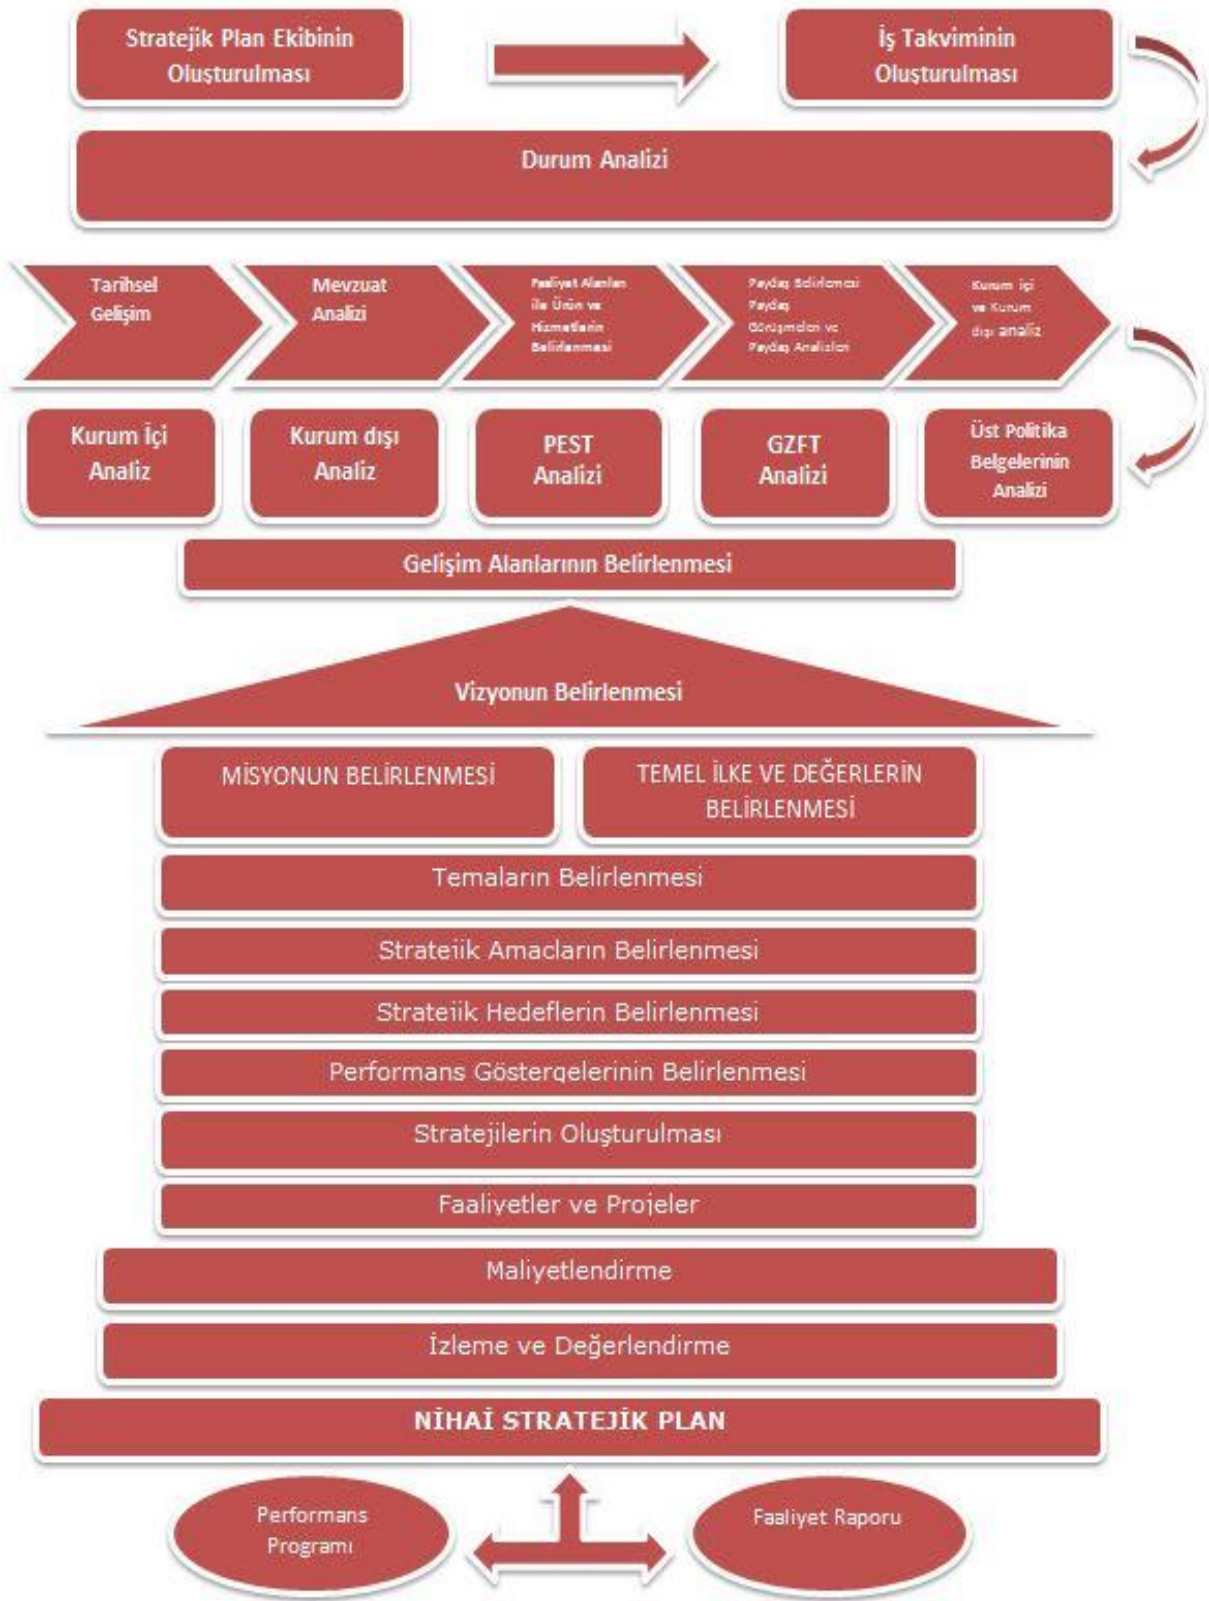 Stratejik Plan Ekibinin
Oluşturulması
İş Takviminin
Oluşturulması
Durum Analizi
Tarihsel
Gelişim
Mevzuat
Analizi
Faaliyet Alanları
ile Ürün ve
Hizmetlerin
Belirlenmesi
Paydaş Belirlemesi
Paydaş
Görüşmeleri ve
Paydaş Analizleri
Kurum içi
ve Kurum
dışı analiz
Kurum İçi
Analiz
Kurum dışı
Analiz
PEST
Analizi
GZFT
Analizi
Üst Politika
Belgelerinin
Analizi
Gelişim Alanlarının Belirlenmesi
Vizyonun Belirlenmesi
MİSYONUN BELİRLENMESİ
TEMEL İLKE VE DEĞERLERİN
BELİRLENMESİ
Temaların Belirlenmesi
Stratejik Amaçların Belirlenmesi
Stratejik Hedeflerin Belirlenmesi
Performans Göstergelerinin Belirlenmesi
Stratejilerin Oluşturulması
Faaliyetler ve Projeler
Maliyetlendirme
İzleme ve Değerlendirme
NİHAİ STRATEJİK PLAN
Performans
Programı
Faaliyet Raporu